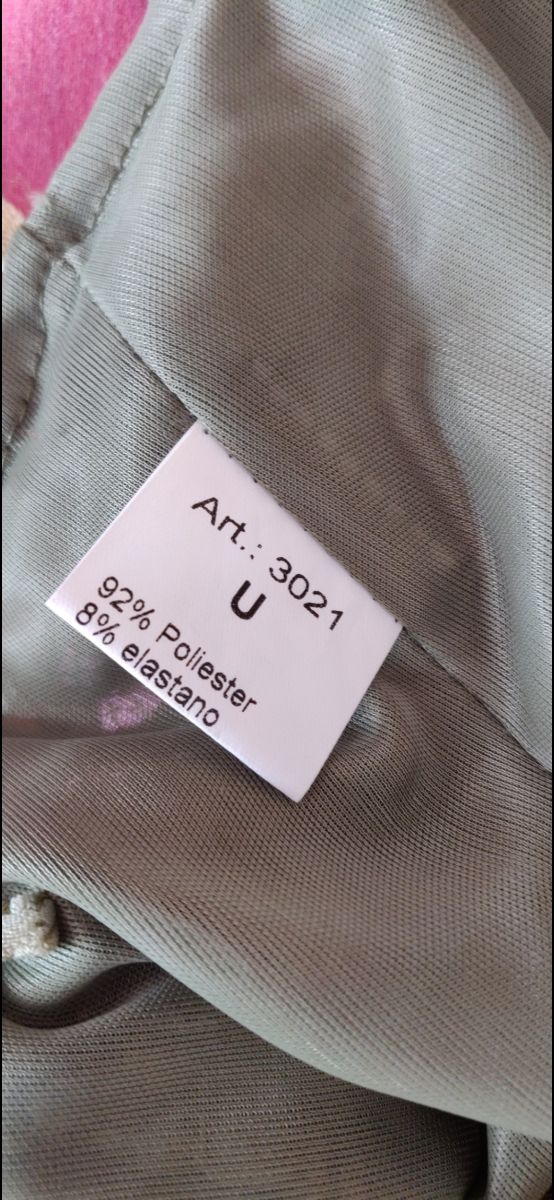 Art.: 3021
U
92% Poliester
8% elastano